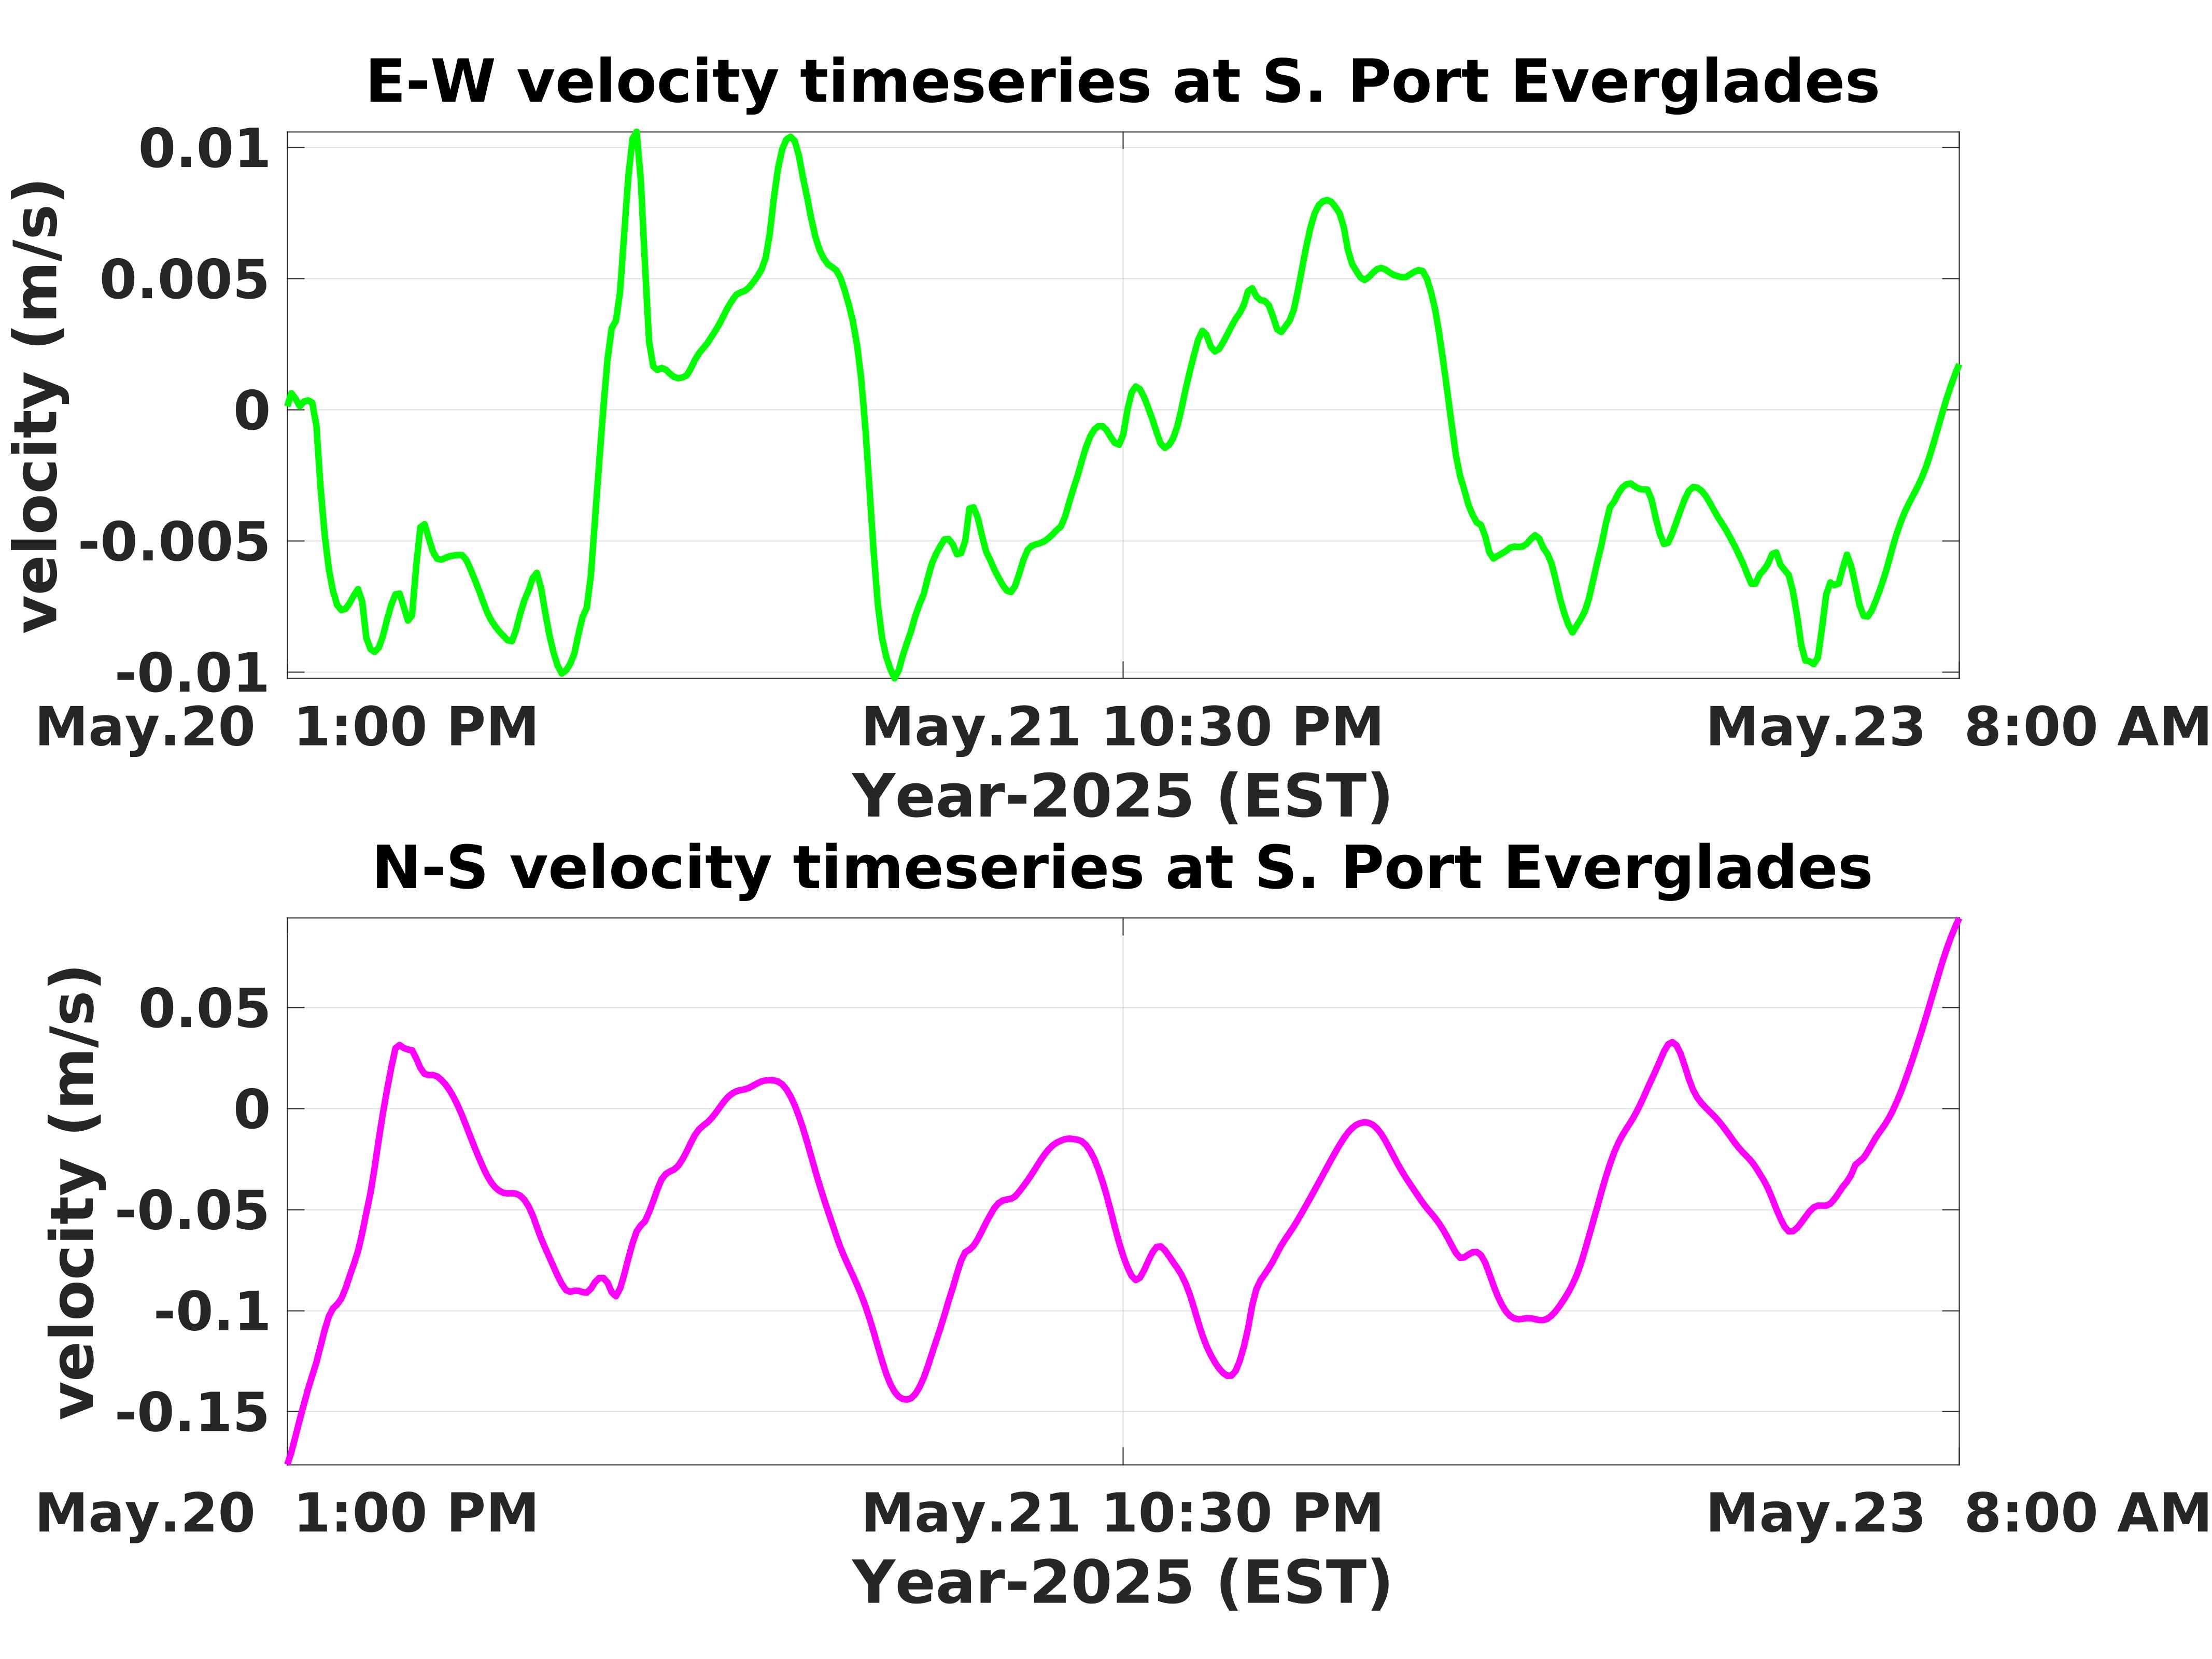 E-W velocity timeseries at S. Port Everglades
velocity (m/s)
0.01
0.005
0
-0.005
-0.01
May.20  1:00 PM
May.21 10:30 PM
May.23  8:00 AM
Year-2025 (EST)
N-S velocity timeseries at S. Port Everglades
velocity (m/s)
0.05
0
-0.05
-0.1
-0.15
May.20  1:00 PM
May.21 10:30 PM
May.23  8:00 AM
Year-2025 (EST)